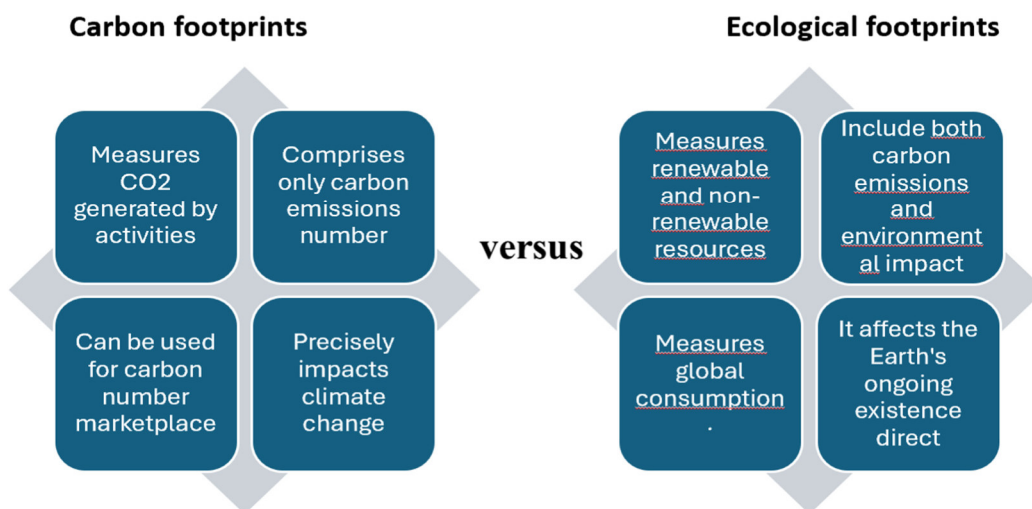 Carbon footprints
Measures
CO2
generated by
activities
Comprises
only carbon
emissions
number
Can be used
for carbon
number
marketplace
Precisely
impacts
climate
change
versus
Ecological footprints
Measures
renewable
and non-
renewable
resources
Include both
carbon
emissions
and
environment
al impact
Measures
global
consumption
.
It affects the
Earth's
ongoing
existence
direct